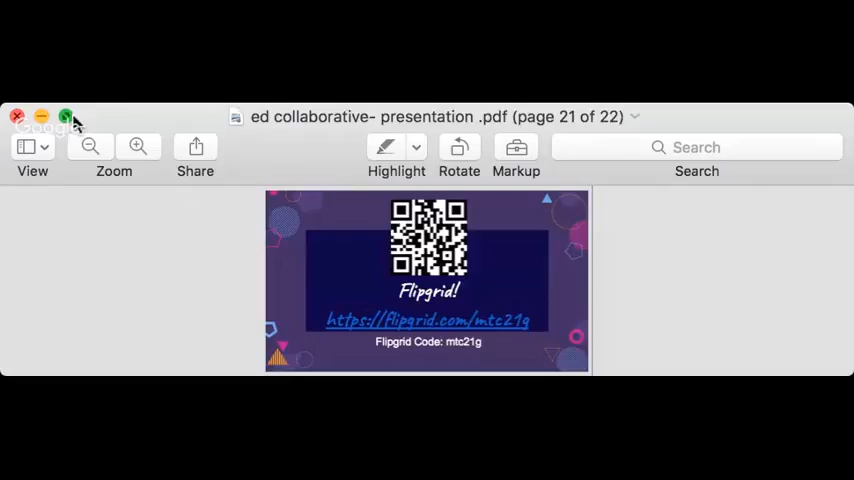 ed collaborative- presentation .pdf (page 21 of 22)
Google
Search
View
Zoom
Share
Highlight
Rotate
Markup
Search
Flipgrid!
https://flipgrid.com/mtc21g
Flipgrid Code: mtc21g